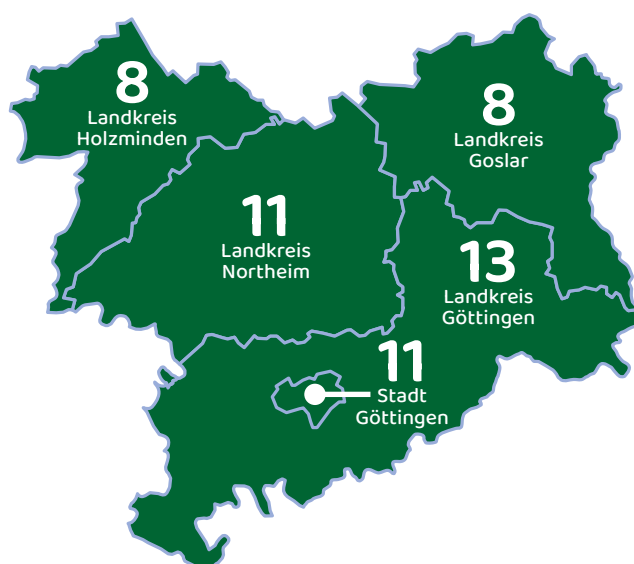 8
Landkreis
Holzminden
8
Landkreis
Goslar
11
Landkreis
Northeim
13
Landkreis
Göttingen
11
Stadt
Göttingen